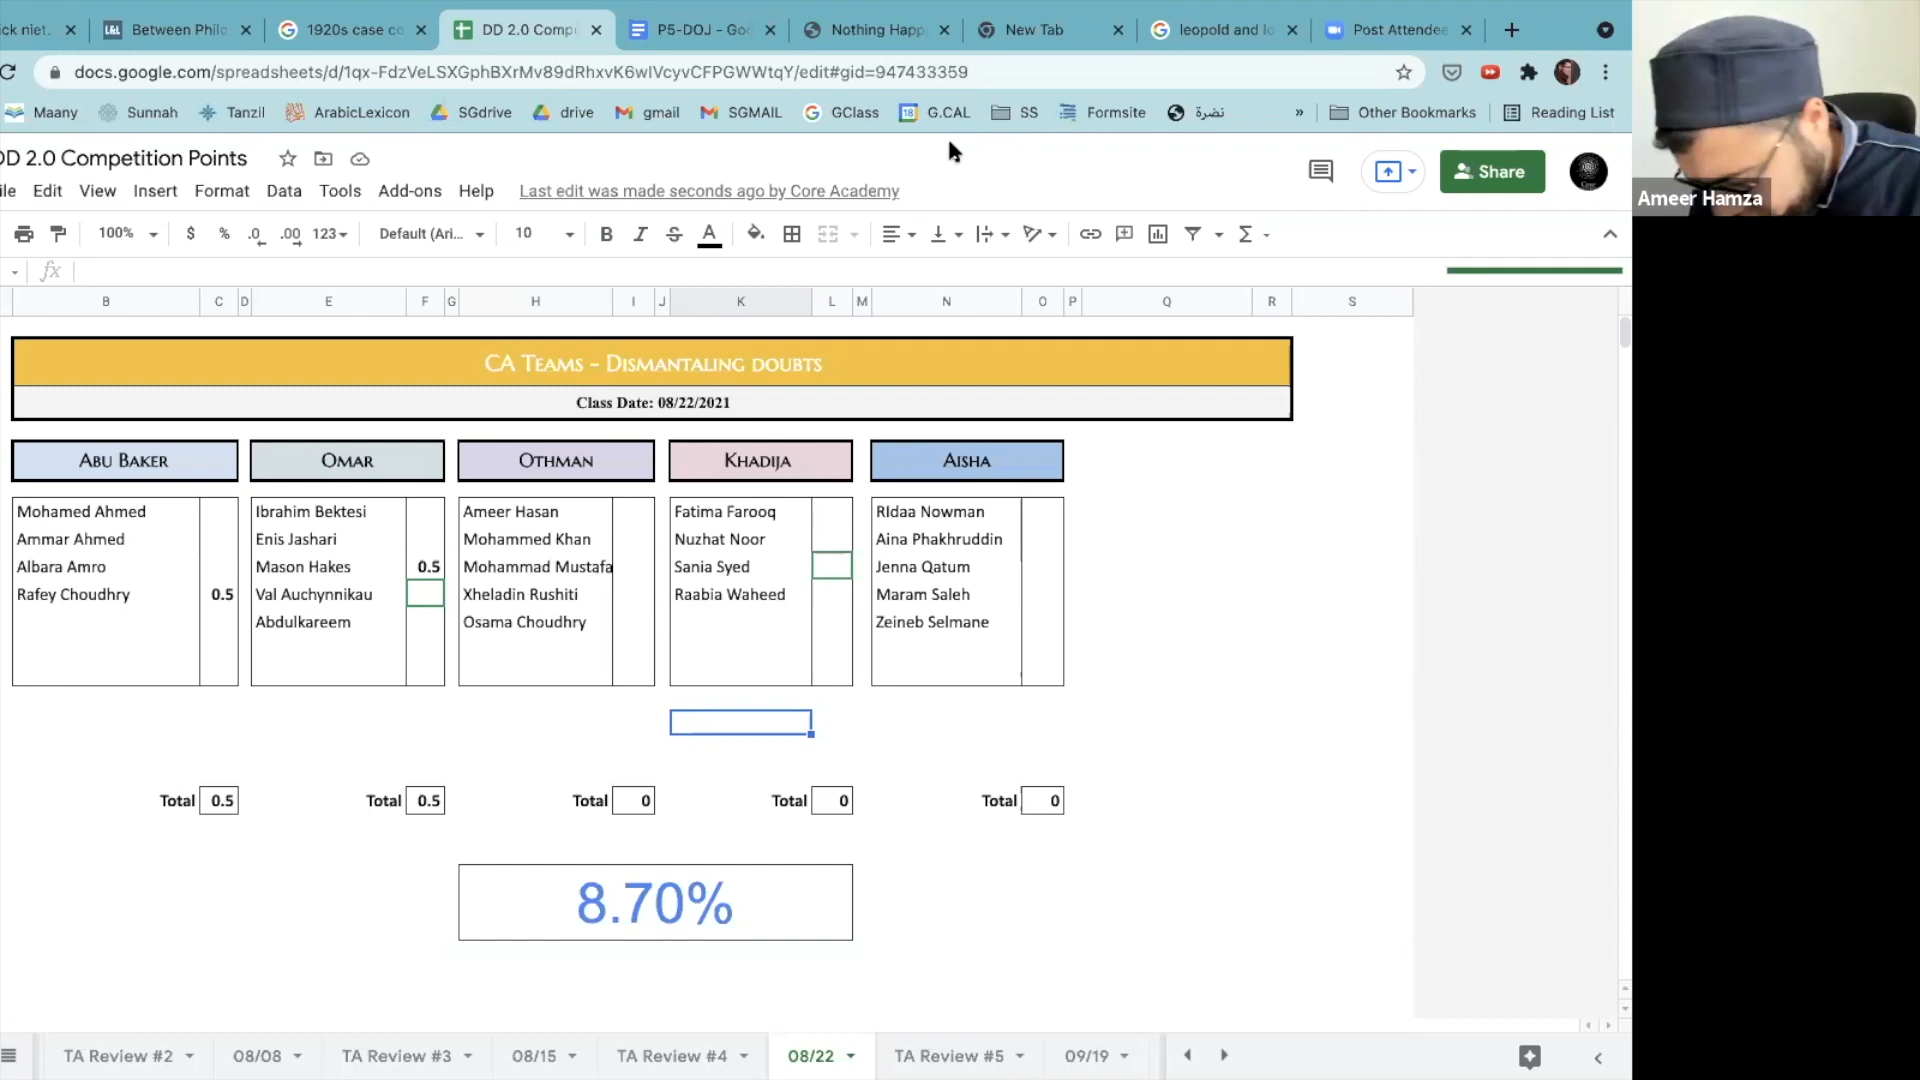 ck niet.
Between Philo
1920s case co
DD 2.0 Compe
P5-DOJ - Goo
Nothing Happ
New Tab
leopold and lo
Post Attendee
docs.google.com/spreadsheets/d/1qx-FdzVeLSXGphBXrMv89dRhxvK6wIVcyvCFPGWWtqY/edit#gid=947433359
Maany
Sunnah
Tanzil
ArabicLexicon
SGdrive
drive
gmail
SGMAIL
GClass
G.CAL
SS
Formsite
نضرة
»
Other Bookmarks
Reading List
DD 2.0 Competition Points
ile Edit View Insert Format Data Tools Add-ons Help Last edit was made seconds ago by Core Academy
Share
Ameer Hamza
100% $ % .0 .00 123 Default (Ari... 10 B I S A
fx
B C D E F G H I J K L M N O P Q R S
CA Teams - Dismantaling doubts
Class Date: 08/22/2021
Abu Baker
Omar
Othman
Khadija
Aisha
Mohamed Ahmed
Ammar Ahmed
Albara Amro
Rafey Choudhry 0.5
Ibrahim Bektesi
Enis Jashari
Mason Hakes 0.5
Val Auchynnikau
Abdulkareem
Ameer Hasan
Mohammed Khan
Mohammad Mustafa
Xheladin Rushiti
Osama Choudhry
Fatima Farooq
Nuzhat Noor
Sania Syed
Raabia Waheed
RIdaa Nowman
Aina Phakhruddin
Jenna Qatum
Maram Saleh
Zeineb Selmane
Total 0.5
Total 0.5
Total 0
Total 0
Total 0
8.70%
TA Review #2
08/08
TA Review #3
08/15
TA Review #4
08/22
TA Review #5
09/19